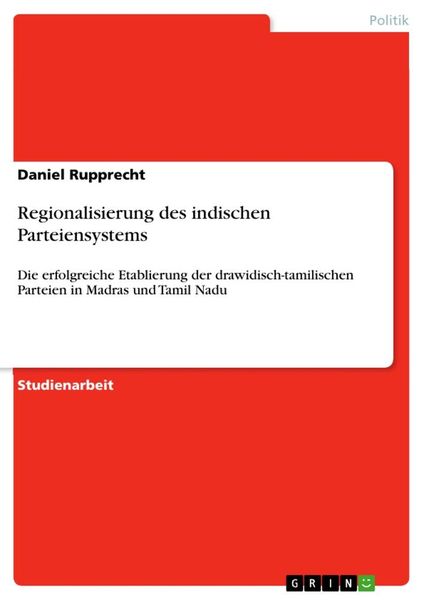 Politik
Daniel Rupprecht
Regionalisierung des indischen
Parteiensystems
Die erfolgreiche Etablierung der drawidisch-tamilischen
Parteien in Madras und Tamil Nadu
Studienarbeit
GRIN